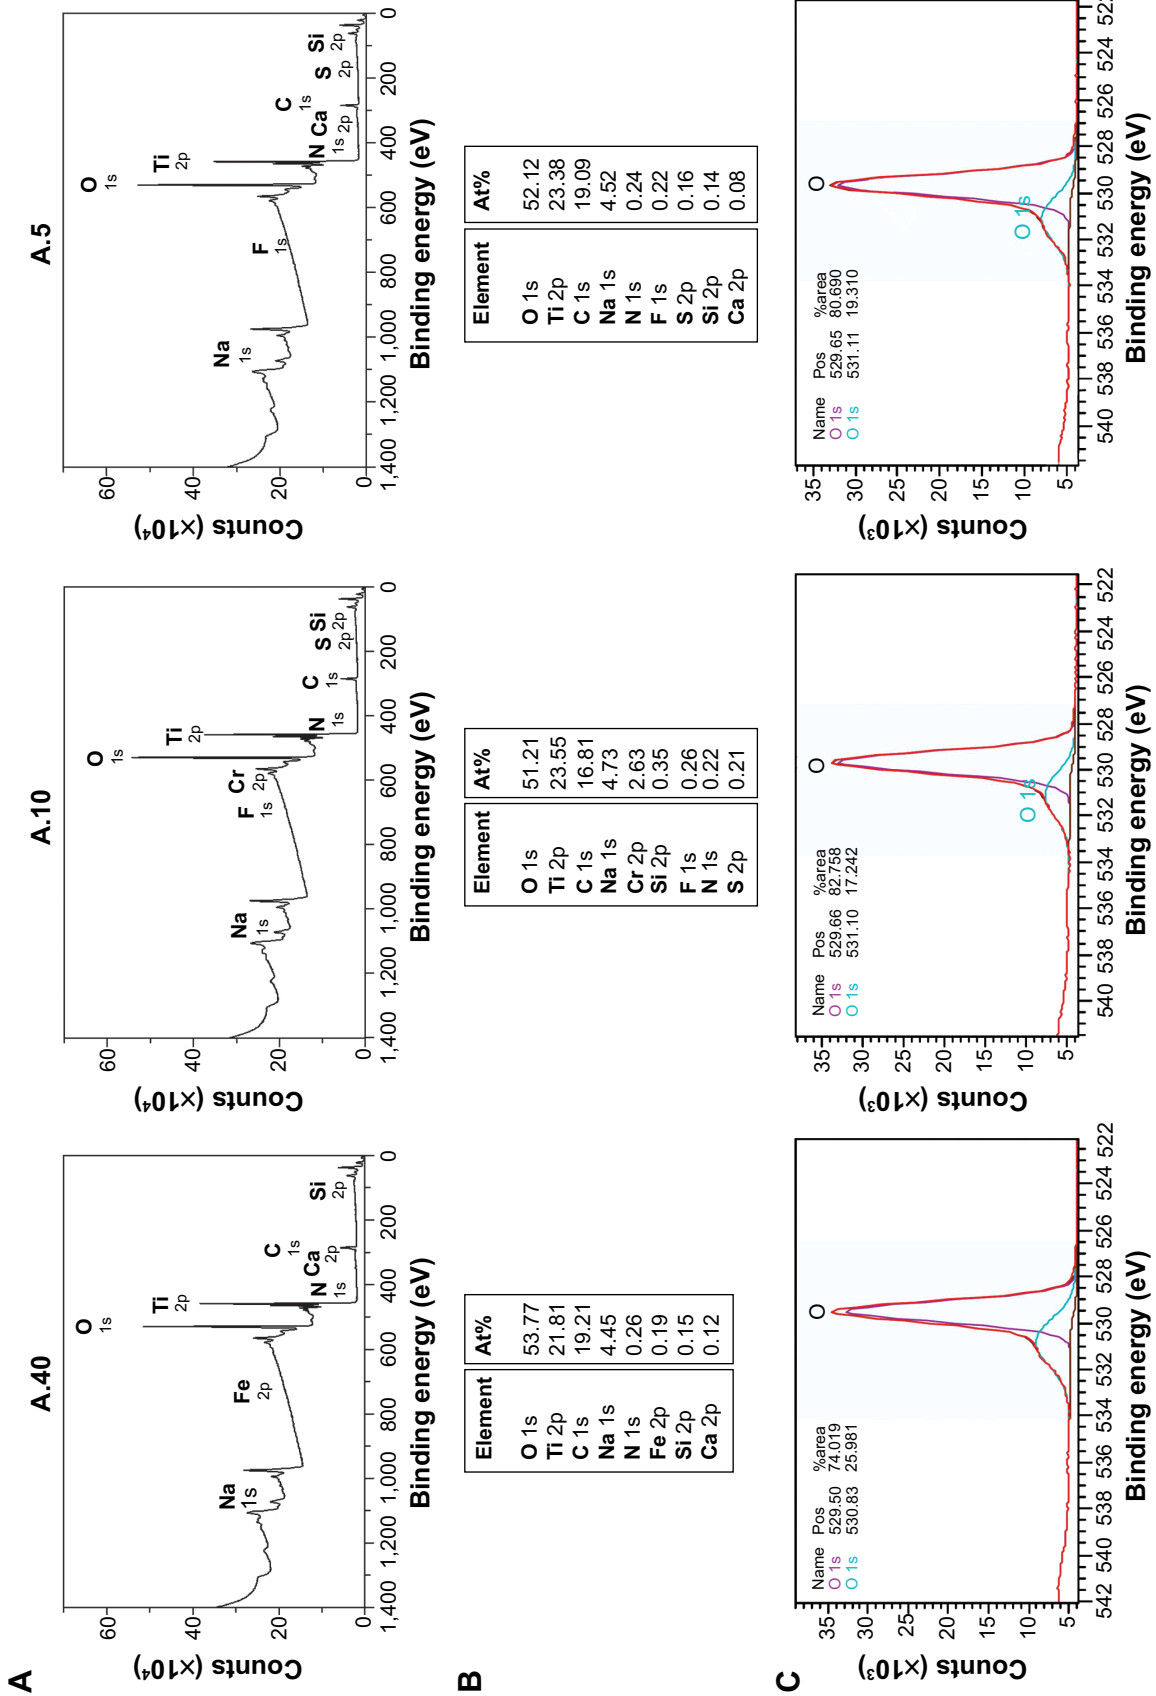 A
A.40
60
40
20
0
Counts (×10⁴)
O
1s
Ti
2p
Na
1s
Fe
2p
N
1s
Ca
2p
C
1s
Si
2p
1,400 1,200 1,000 800 600 400 200 0
Binding energy (eV)
A.10
60
40
20
0
Counts (×10⁴)
O
1s
Ti
2p
Na
1s
F
1s
Cr
2p
N
1s
C
1s
S
2p
Si
2p
1,400 1,200 1,000 800 600 400 200 0
Binding energy (eV)
A.5
60
40
20
0
Counts (×10⁴)
O
1s
Ti
2p
Na
1s
F
1s
N
1s
Ca
2p
C
1s
S
2p
Si
2p
1,400 1,200 1,000 800 600 400 200 0
Binding energy (eV)
B
Element At%
O 1s 53.77
Ti 2p 21.81
C 1s 19.21
Na 1s 4.45
N 1s 0.26
Fe 2p 0.19
Si 2p 0.15
Ca 2p 0.12
Element At%
O 1s 51.21
Ti 2p 23.55
C 1s 16.81
Na 1s 4.73
Cr 2p 2.63
Si 2p 0.35
F 1s 0.26
N 1s 0.22
S 2p 0.21
Element At%
O 1s 52.12
Ti 2p 23.38
C 1s 19.09
Na 1s 4.52
N 1s 0.24
F 1s 0.22
S 2p 0.16
Si 2p 0.14
Ca 2p 0.08
C
35
30
25
20
15
10
5
Counts (×10³)
Name Pos %area
O 1s 529.50 74.019
O 1s 530.83 25.981
O
542 540 538 536 534 532 530 528 526 524 522
Binding energy (eV)
35
30
25
20
15
10
5
Counts (×10³)
Name Pos %area
O 1s 529.66 82.758
O 1s 531.10 17.242
O
O 1s
540 538 536 534 532 530 528 526 524 522
Binding energy (eV)
35
30
25
20
15
10
5
Counts (×10³)
Name Pos %area
O 1s 529.65 80.690
O 1s 531.11 19.310
O
O 1s
540 538 536 534 532 530 528 526 524 522
Binding energy (eV)